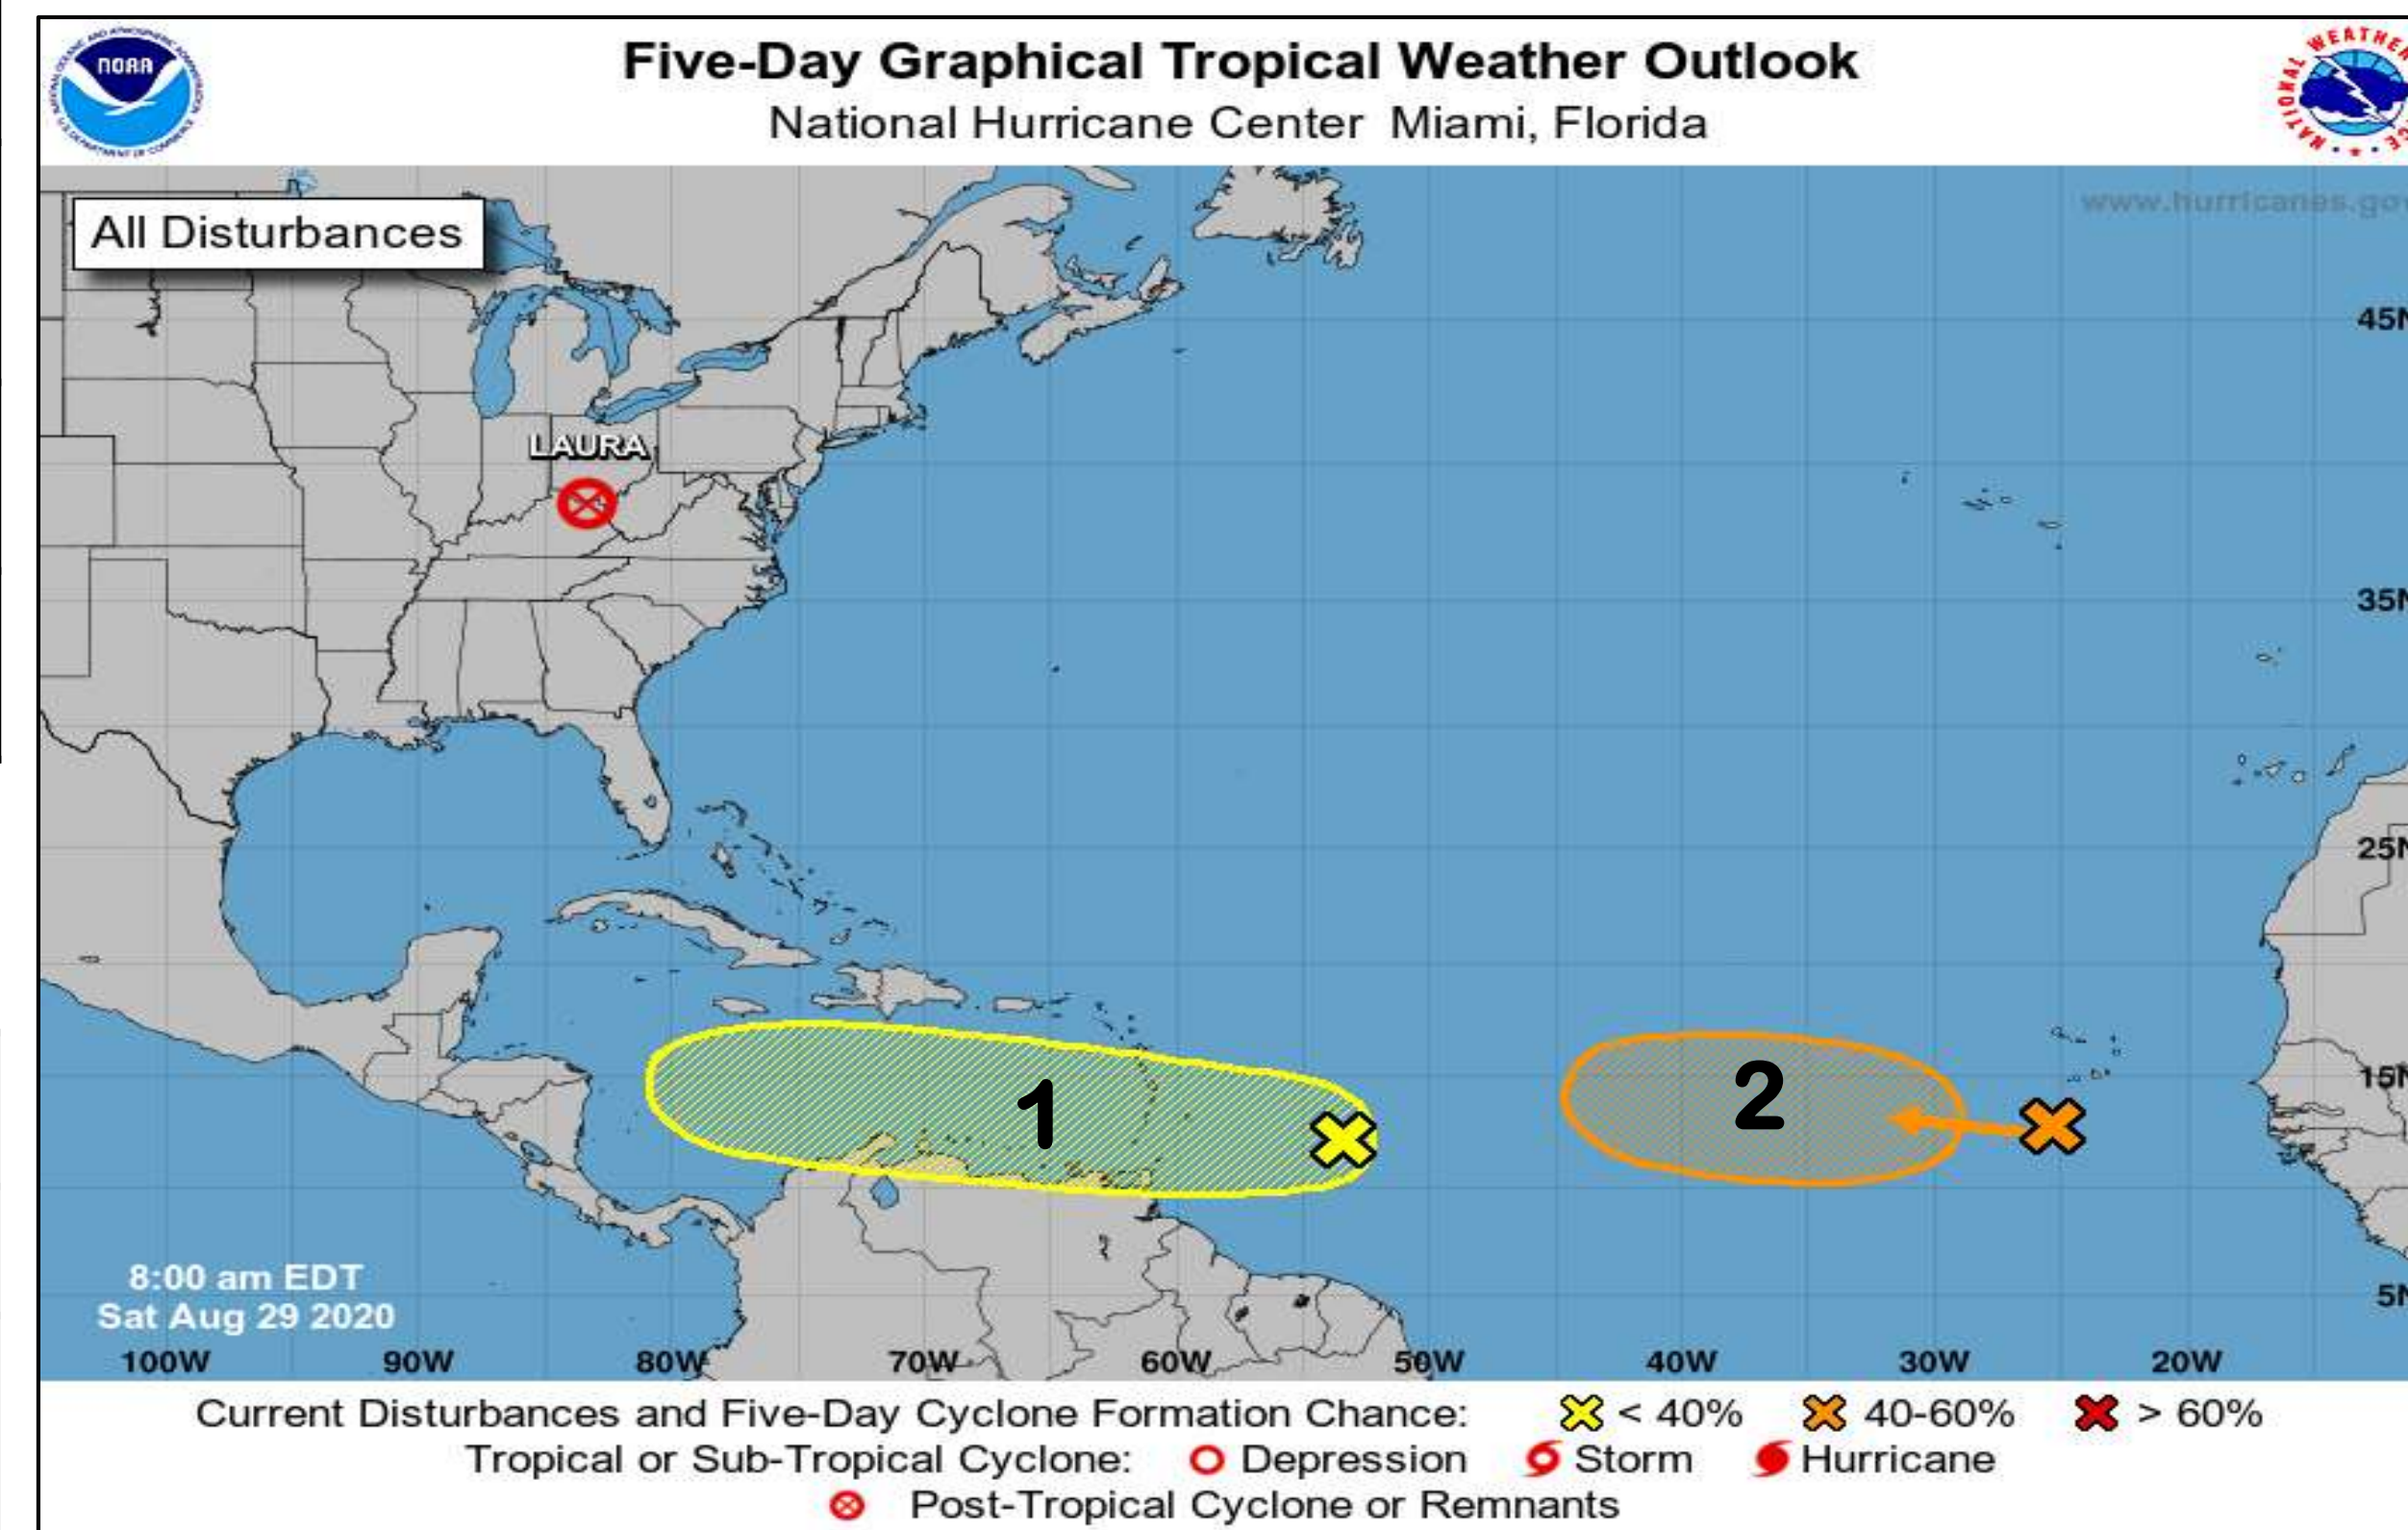 Five-Day Graphical Tropical Weather Outlook
National Hurricane Center Miami, Florida
NOAA
NATIONAL WEATHER
www.hurricanes.gov
All Disturbances
45N
LAURA
35N
25N
15N
1
2
5N
8:00 am EDT
Sat Aug 29 2020
100W 90W 80W 70W 60W 50W 40W 30W 20W
Current Disturbances and Five-Day Cyclone Formation Chance: < 40% 40-60% > 60%
Tropical or Sub-Tropical Cyclone: Depression Storm Hurricane
Post-Tropical Cyclone or Remnants